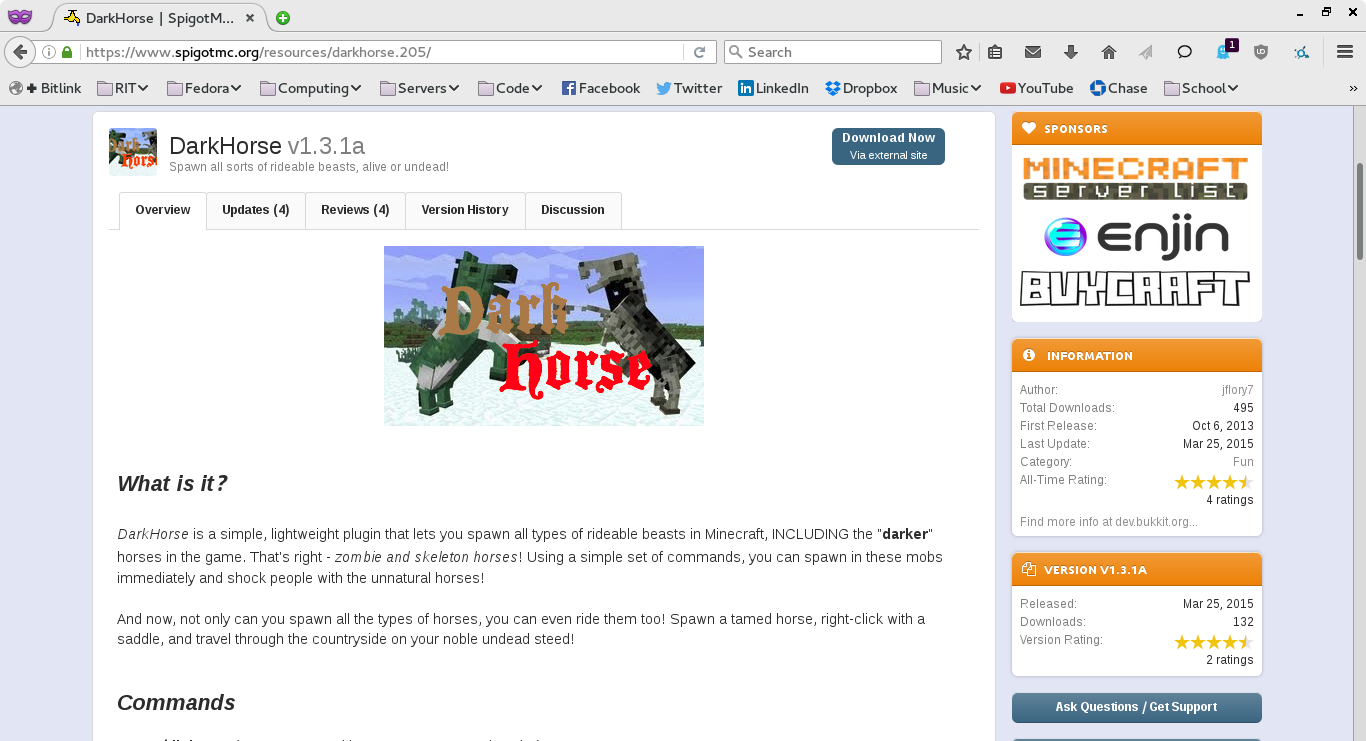 DarkHorse | SpigotM...
https://www.spigotmc.org/resources/darkhorse.205/
Search
1
Bitlink
RIT
Fedora
Computing
Servers
Code
Facebook
Twitter
LinkedIn
Dropbox
Music
YouTube
Chase
School
»
Dark
Horse
DarkHorse v1.3.1a
Spawn all sorts of rideable beasts, alive or undead!
Download Now
Via external site
Overview
Updates (4)
Reviews (4)
Version History
Discussion
Dark
Horse
What is it?
DarkHorse is a simple, lightweight plugin that lets you spawn all types of rideable beasts in Minecraft, INCLUDING the "darker"
horses in the game. That's right - zombie and skeleton horses! Using a simple set of commands, you can spawn in these mobs
immediately and shock people with the unnatural horses!
And now, not only can you spawn all the types of horses, you can even ride them too! Spawn a tamed horse, right-click with a
saddle, and travel through the countryside on your noble undead steed!
Commands
SPONSORS
MINECRAFT
server list
enjin
BUYCRAFT
INFORMATION
Author: jflory7
Total Downloads: 495
First Release: Oct 6, 2013
Last Update: Mar 25, 2015
Category: Fun
All-Time Rating:
4 ratings
Find more info at dev.bukkit.org...
VERSION V1.3.1A
Released: Mar 25, 2015
Downloads: 132
Version Rating:
2 ratings
Ask Questions / Get Support